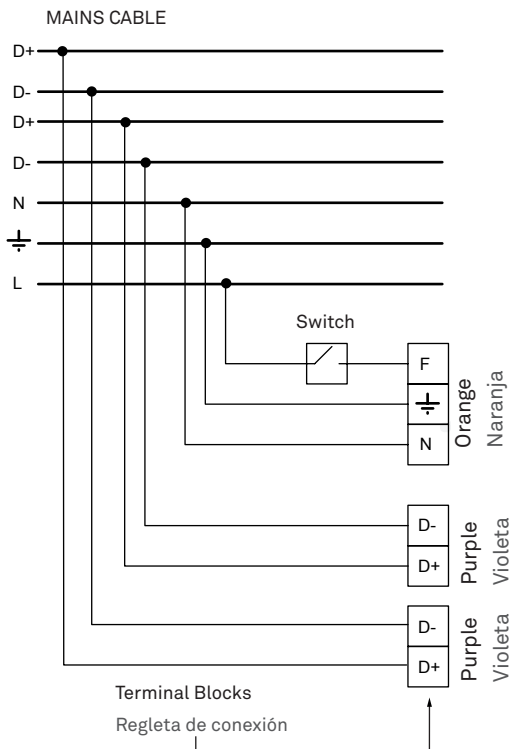 MAINS CABLE
D+
D-
D+
D-
N
L
Switch
F
N
Orange
Naranja
D-
D+
Purple
Violeta
D-
D+
Purple
Violeta
Terminal Blocks
Regleta de conexión